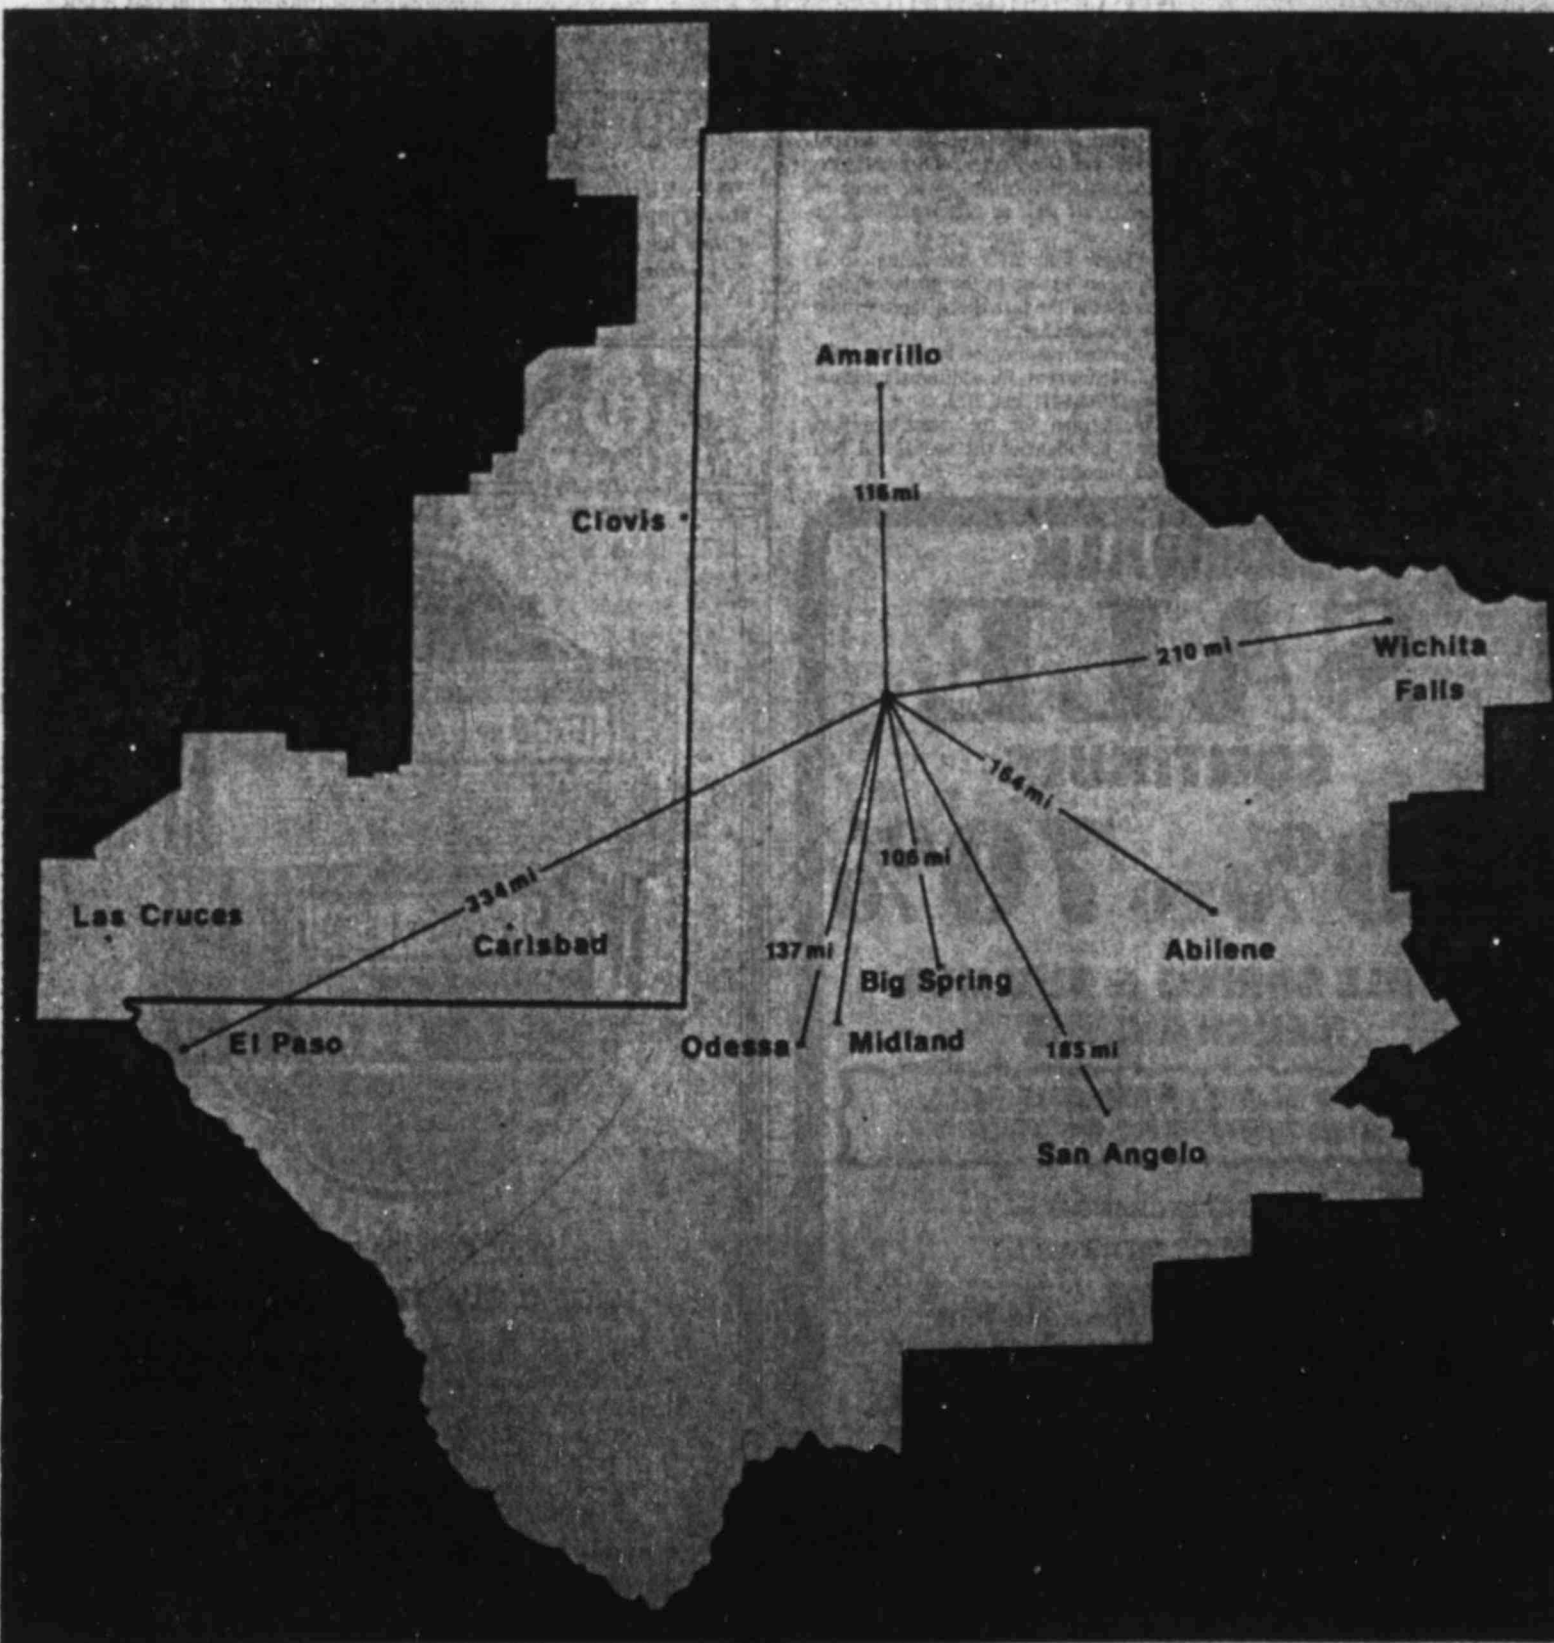 Amarillo
116 mi
Clovis
210 mi
Wichita
Falls
164 mi
106 mi
334 mi
Las Cruces
Carlsbad
137 mi
Big Spring
Abilene
El Paso
Odessa
Midland
185 mi
San Angelo